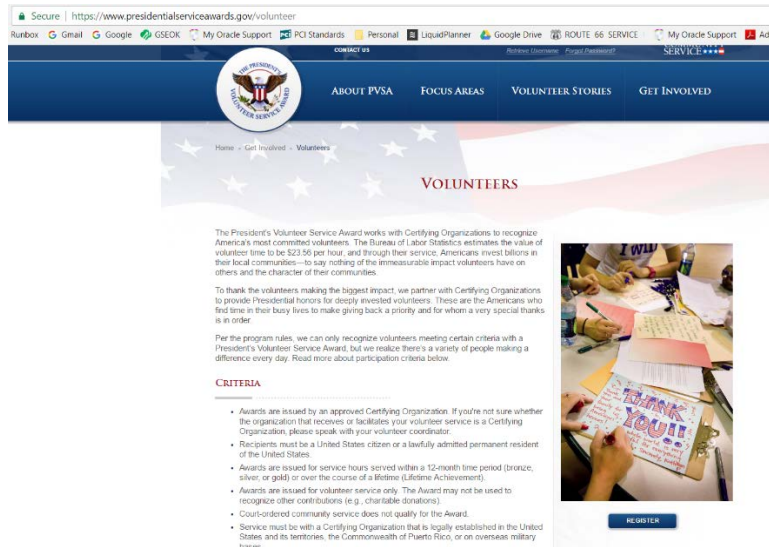 Secure | https://www.presidentialserviceawards.gov/volunteer
Runbox Gmail Google GSEOK My Oracle Support PCI Standards Personal LiquidPlanner Google Drive ROUTE 66 SERVICE My Oracle Support Ad
CONTACT US Retrieve Username Forgot Password? SERVICE
THE PRESIDENT'S VOLUNTEER SERVICE AWARD
ABOUT PVSA FOCUS AREAS VOLUNTEER STORIES GET INVOLVED
Home Get Involved Volunteers
VOLUNTEERS
The President's Volunteer Service Award works with Certifying Organizations to recognize
America's most committed volunteers. The Bureau of Labor Statistics estimates the value of
volunteer time to be $23.56 per hour, and through their service, Americans invest billions in
their local communities—to say nothing of the immeasurable impact volunteers have on
others and the character of their communities.
To thank the volunteers making the biggest impact, we partner with Certifying Organizations
to provide Presidential honors for deeply invested volunteers. These are the Americans who
find time in their busy lives to make giving back a priority and for whom a very special thanks
is in order.
Per the program rules, we can only recognize volunteers meeting certain criteria with a
President's Volunteer Service Award, but we realize there's a variety of people making a
difference every day. Read more about participation criteria below.
CRITERIA
• Awards are issued by an approved Certifying Organization. If you're not sure whether
the organization that receives or facilitates your volunteer service is a Certifying
Organization, please speak with your volunteer coordinator.
• Recipients must be a United States citizen or a lawfully admitted permanent resident
of the United States.
• Awards are issued for service hours served within a 12-month time period (bronze,
silver, or gold) or over the course of a lifetime (Lifetime Achievement).
• Awards are issued for volunteer service only. The Award may not be used to
recognize other contributions (e.g., charitable donations).
• Court-ordered community service does not qualify for the Award.
• Service must be with a Certifying Organization that is legally established in the United
States and its territories, the Commonwealth of Puerto Rico, or on overseas military
bases.
THANK
YOU!!
REGISTER